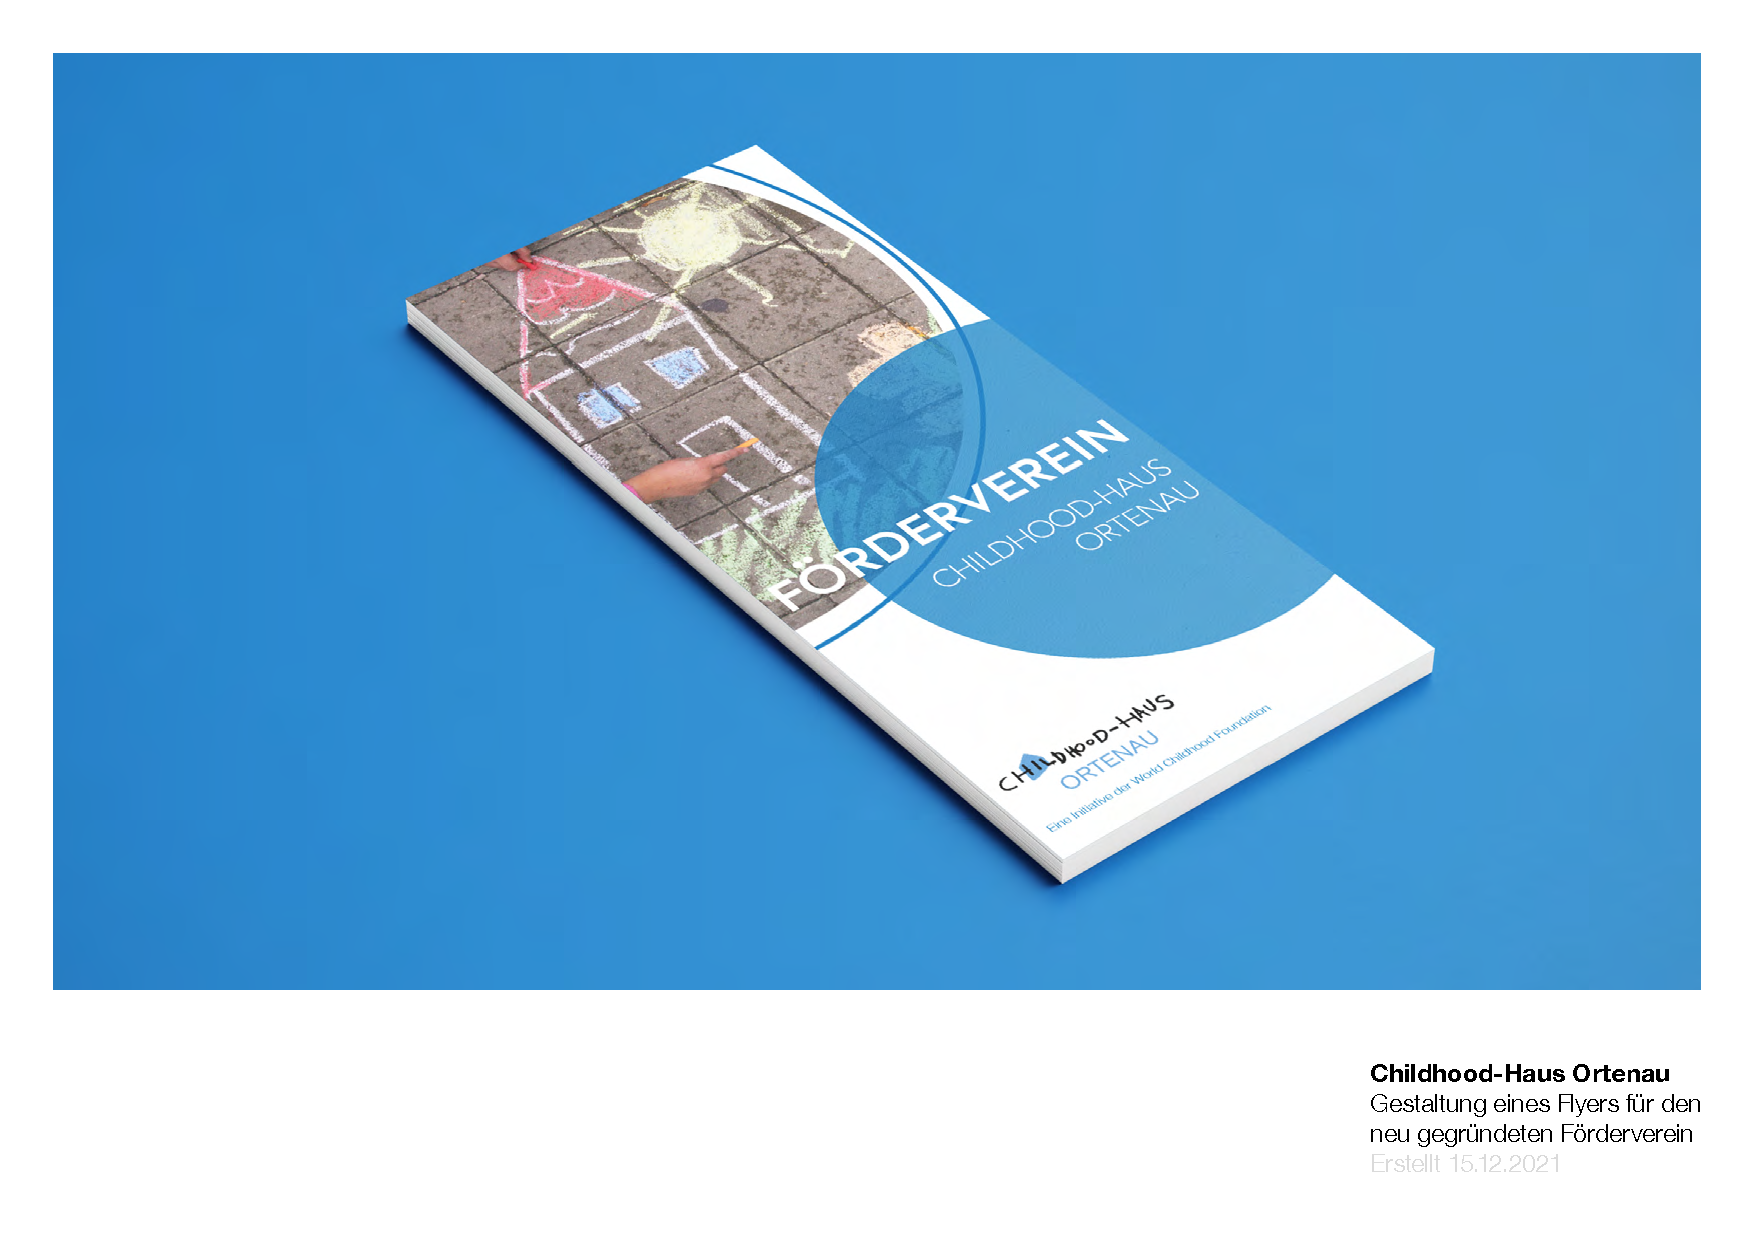 FÖRDERVEREIN
CHILDHOOD-HAUS
ORTENAU
CHILDHOOD-HAUS
ORTENAU
Eine Initiative der World Childhood Foundation
Childhood-Haus Ortenau
Gestaltung eines Flyers für den
neu gegründeten Förderverein
Erstellt 15.12.2021